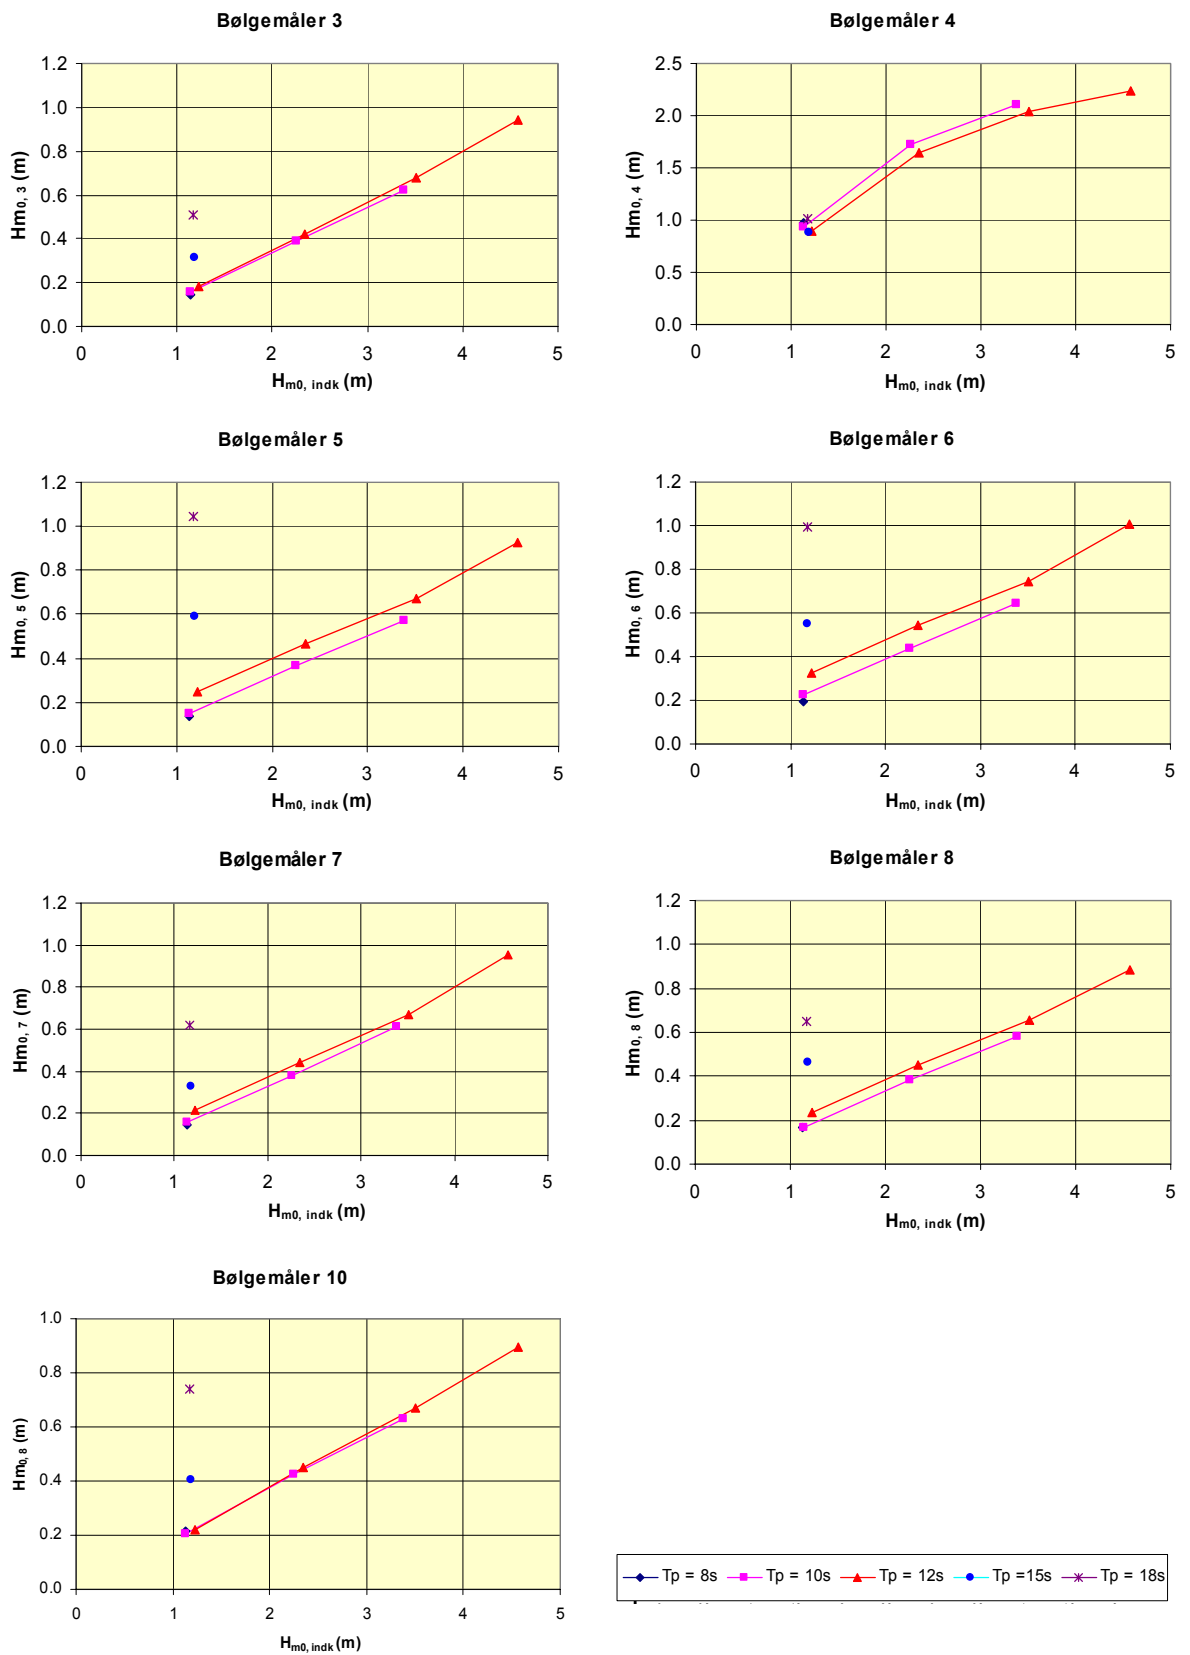 Bølgemåler 3
1.2
1.0
0.8
0.6
0.4
0.2
0.0
Hm0, 3 (m)
0 1 2 3 4 5
Hm0, indk (m)
Bølgemåler 4
2.5
2.0
1.5
1.0
0.5
0.0
Hm0, 4 (m)
0 1 2 3 4 5
Hm0, indk (m)
Bølgemåler 5
1.2
1.0
0.8
0.6
0.4
0.2
0.0
Hm0, 5 (m)
0 1 2 3 4 5
Hm0, indk (m)
Bølgemåler 6
1.2
1.0
0.8
0.6
0.4
0.2
0.0
Hm0, 6 (m)
0 1 2 3 4 5
Hm0, indk (m)
Bølgemåler 7
1.2
1.0
0.8
0.6
0.4
0.2
0.0
Hm0, 7 (m)
0 1 2 3 4 5
Hm0, indk (m)
Bølgemåler 8
1.2
1.0
0.8
0.6
0.4
0.2
0.0
Hm0, 8 (m)
0 1 2 3 4 5
Hm0, indk (m)
Bølgemåler 10
1.0
0.8
0.6
0.4
0.2
0.0
Hm0, 8 (m)
0 1 2 3 4 5
Hm0, indk (m)
Tp = 8s Tp = 10s Tp = 12s Tp =15s Tp = 18s